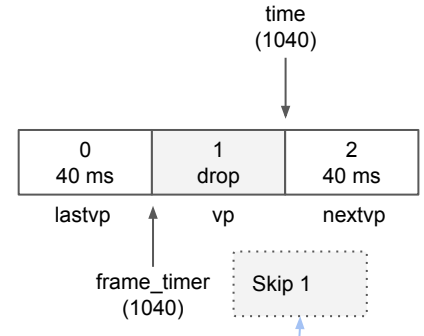 time
(1040)
0 1 2
40 ms drop 40 ms
lastvp vp nextvp
frame_timer
(1040)
Skip 1